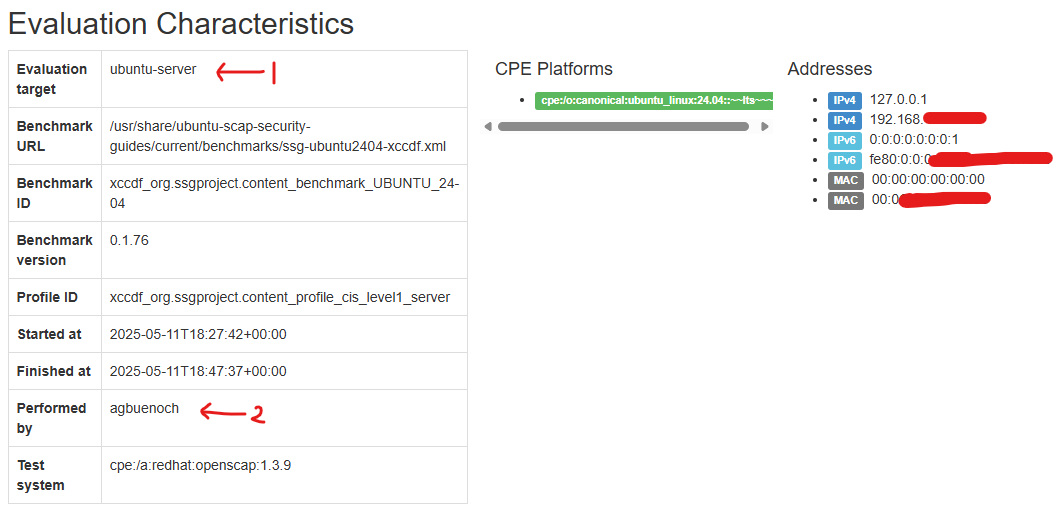 Evaluation Characteristics
Evaluation
target
ubuntu-server
1
Benchmark
URL
/usr/share/ubuntu-scap-security-
guides/current/benchmarks/ssg-ubuntu2404-xccdf.xml
Benchmark
ID
xccdf_org.ssgproject.content_benchmark_UBUNTU_24-
04
Benchmark
version
0.1.76
Profile ID
xccdf_org.ssgproject.content_profile_cis_level1_server
Started at
2025-05-11T18:27:42+00:00
Finished at
2025-05-11T18:47:37+00:00
Performed
by
agbuenoch
2
Test
system
cpe:/a:redhat:openscap:1.3.9
CPE Platforms
cpe:/o:canonical:ubuntu_linux:24.04::~~lts~~~
Addresses
IPv4 127.0.0.1
IPv4 192.168.
IPv6 0:0:0:0:0:0:0:1
IPv6 fe80:0:0:0
MAC 00:00:00:00:00:00
MAC 00:0